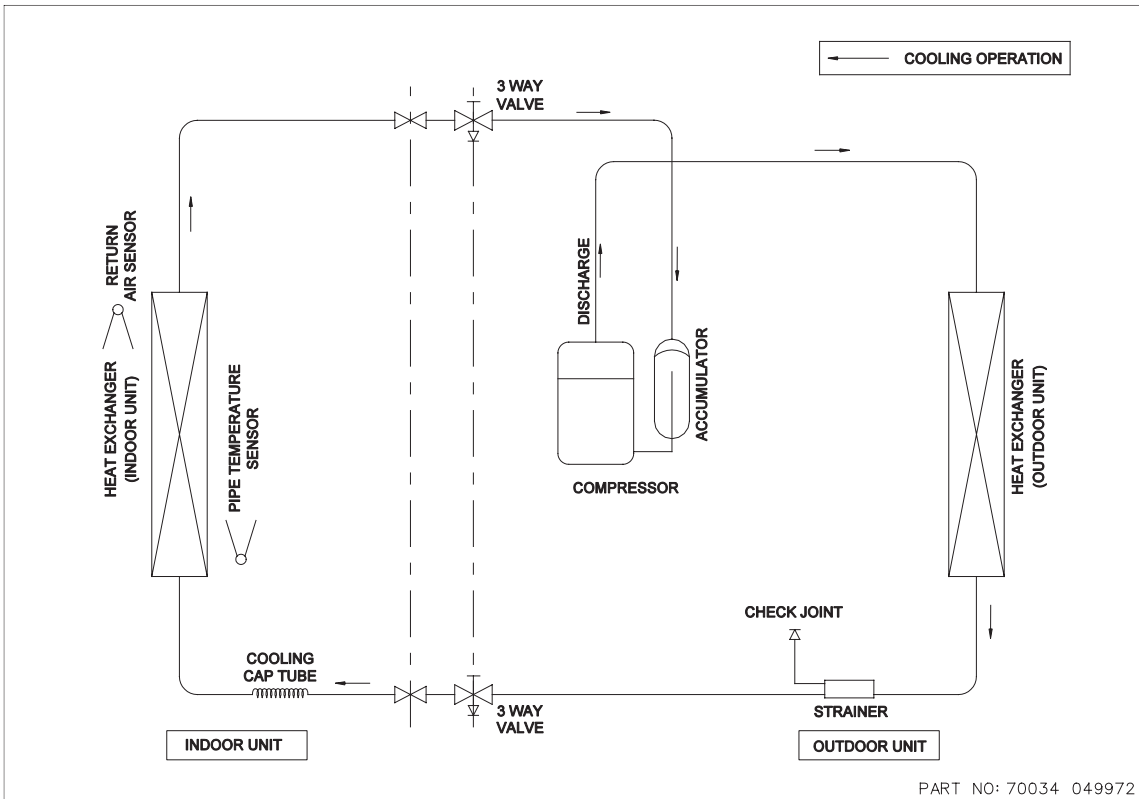 COOLING OPERATION
3 WAY
VALVE
RETURN
AIR SENSOR
DISCHARGE
ACCUMULATOR
HEAT EXCHANGER
(INDOOR UNIT)
PIPE TEMPERATURE
SENSOR
COMPRESSOR
HEAT EXCHANGER
(OUTDOOR UNIT)
CHECK JOINT
COOLING
CAP TUBE
3 WAY
VALVE
STRAINER
INDOOR UNIT
OUTDOOR UNIT
PART NO: 70034 049972